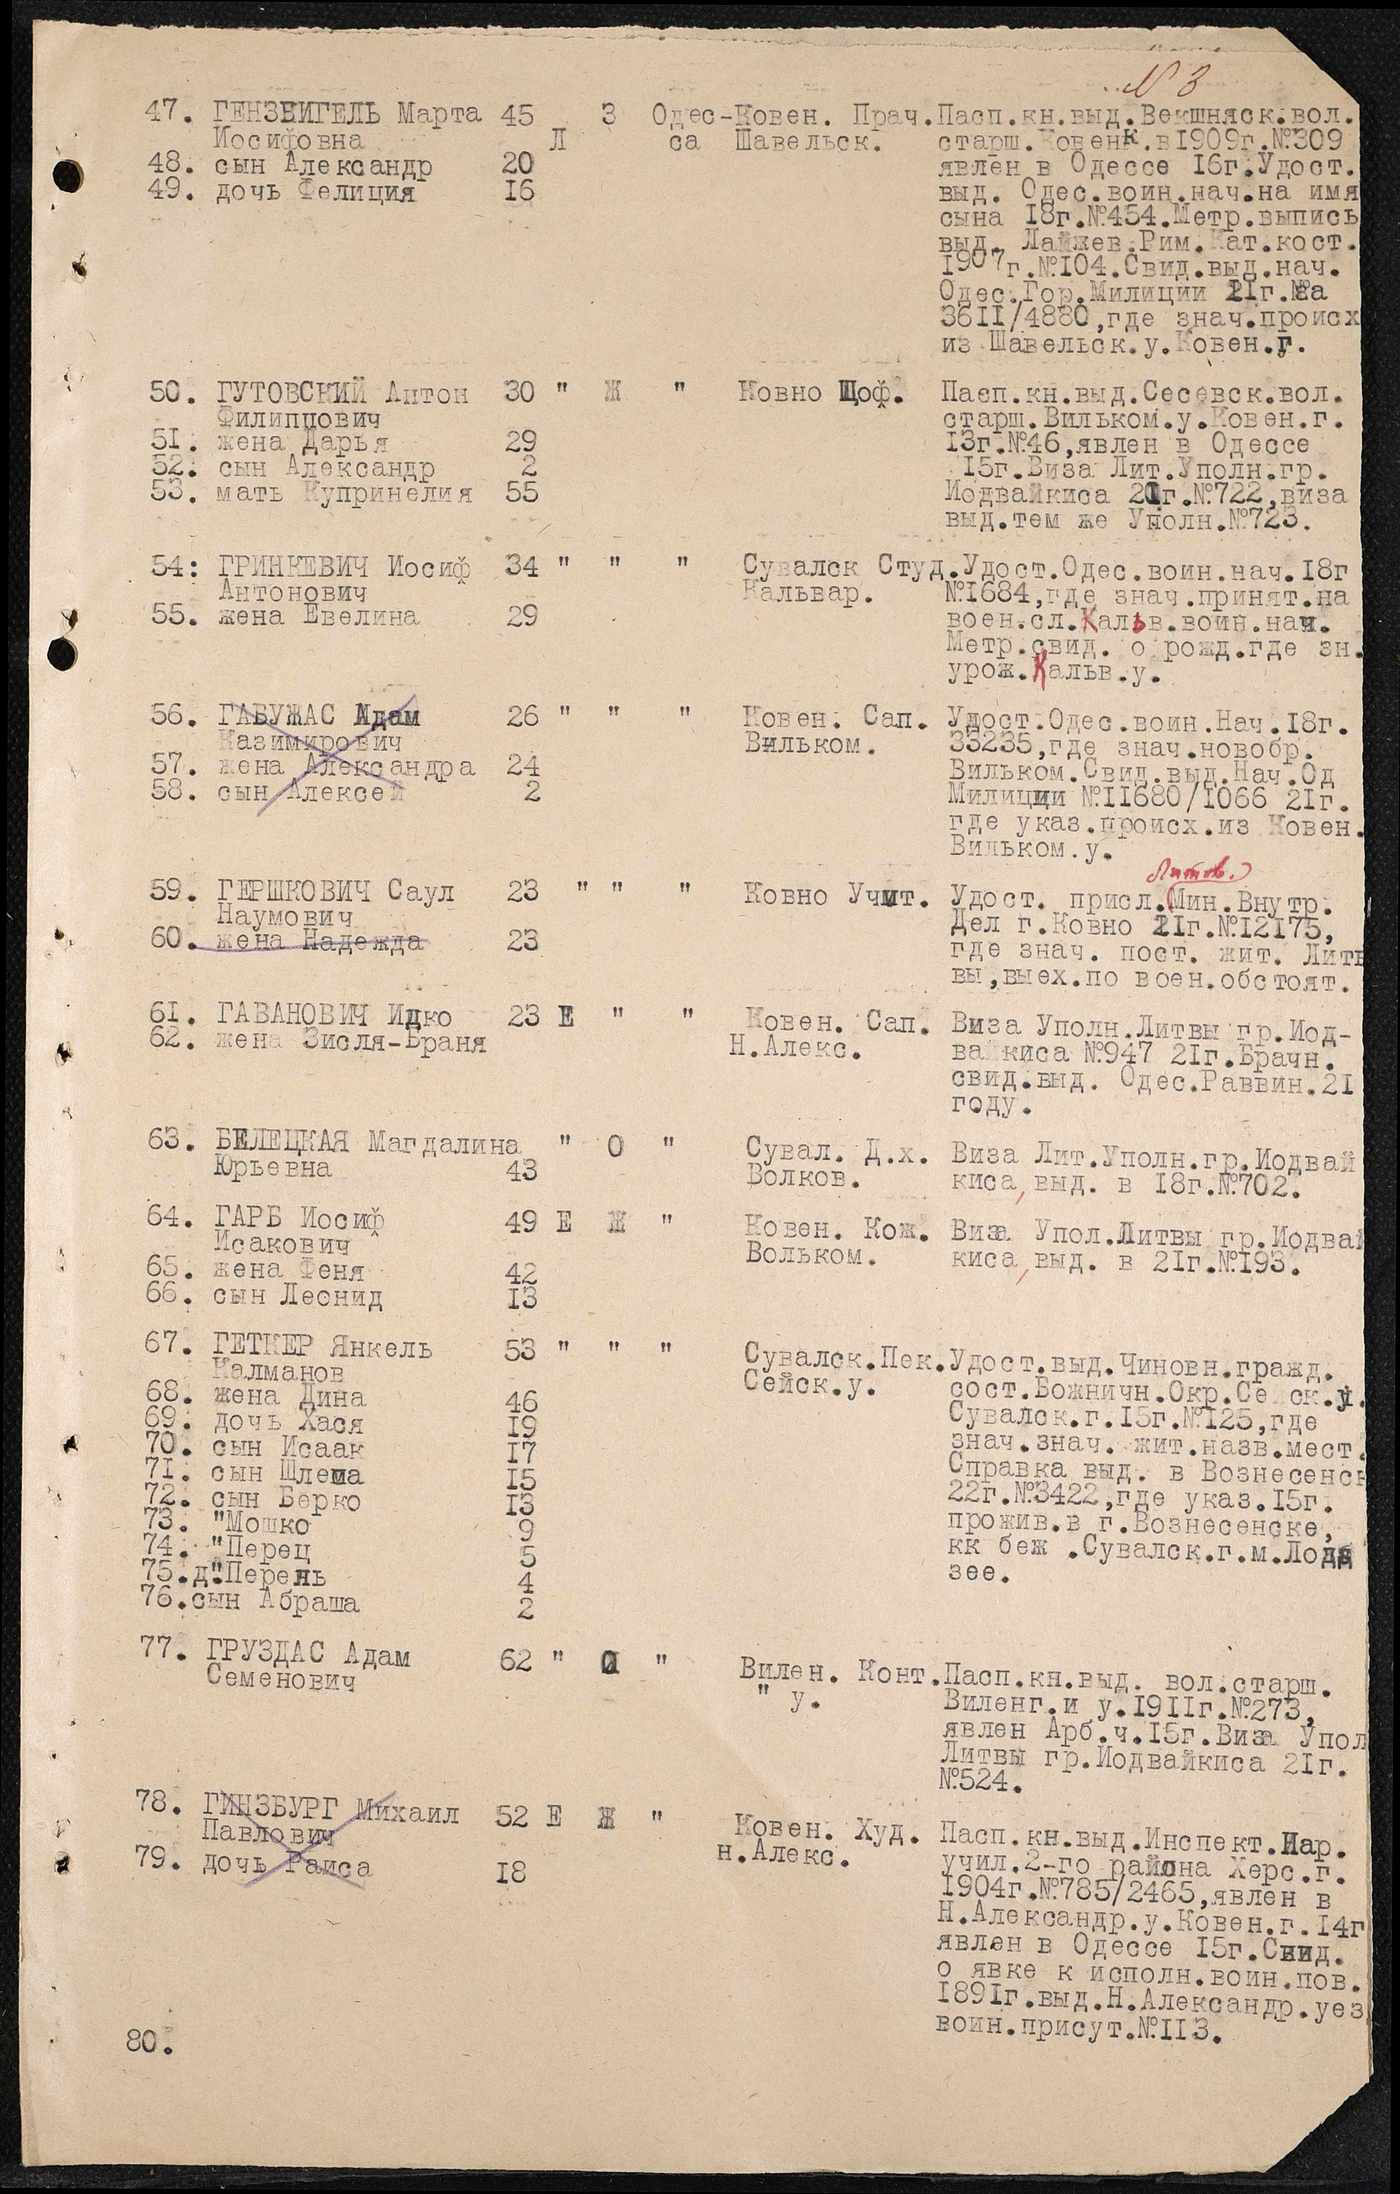 N 3
47. ГЕНЗБИГЕЛЬ Марта 45 З Одес- Ковен. Прач. Пасп.кн.выд.Векшняск.вол.
Иосифовна Л са Шавельск. старш.Ковенк.в1909г.№309
48. сын Александр 20 явлен в Одессе 16г.Удост.
49. дочь Фелиция 16 выд. Одес.воин.нач.на имя
сына 18г.№454.Метр.выпись
выд. Лайжев.Рим.Кат.кост.
1907г.№104.Свид.выд.нач.
Одес.Гор.Милиции 21г.№за
3611/4880,где знач.происх
из Шавельск.у.Ковен.г.
50. ГУТОВСКИЙ Антон 30 " Ж " Ковно Шоф. Пасп.кн.выд.Сесевск.вол.
Филиппович старш.Вильком.у.Ковен.г.
51. жена Дарья 29 13г.№46,явлен в Одессе
52. сын Александр 2 15г.Виза Лит.Уполн.гр.
53. мать Куприпелия 55 Иодвайкиса 21г.№722,виза
выд.тем же Уполн.№723.
54: ГРИНКЕВИЧ Иосиф 34 " " " Сувалск Студ. Удост.Одес.воин.нач.18г
Антонович Кальвар. №1684,где знач.принят.на
55. жена Евелина 29 воен.сл.Кальв.воин.нач.
Метр.свид. о рожд.где зн.
урож.Кальв.у.
56. ГАБУЖАС Адам 26 " " " Ковен. Сап. Удост.Одес.воин.Нач.18г.
Казимирович Вильком. 33235,где знач.новобр.
57. жена Александра 24 Вильком.Свид.выд.Нач.Од
58. сын Алексей 2 Милиции №11680/1066 21г.
где указ.происх.из Ковен.
Вильком.у.
Литов.
59. ГЕРШКОВИЧ Саул 23 " " " Ковно Учит. Удост. присл.Мин.Внутр.
Наумович Дел г.Ковно 21г.№12175,
60. жена Надежда 23 где знач. пост. жит. Лит
вы,выех.по воен.обстоят.
61. ГАВАНОВИЧ Ицко 23 Е " " Ковен. Сап. Виза Уполн.Литвы гр.Иод-
62. жена Зисля-Браня Н.Алекс. вайкиса №947 21г.Брачн.
свид.выд. Одес.Раввин.21
году.
63. БЕЛЕЦКАЯ Магдалина " О " Сувал. Д.х. Виза Лит.Уполн.гр.Иодвай
Юрьевна 43 Волков. киса,выд. в 18г.№702.
64. ГАРБ Иосиф 49 Е Ж " Ковен. Кож. Виза Упол.Литвы гр.Иодвай
Исакович Вольком. киса,выд. в 21г.№193.
65. жена Феня 42
66. сын Леонид 13
67. ГЕТКЕР Янкель 53 " " " Сувалск.Пек. Удост.выд.Чиновн.гражд.
Калманов Сейск.у. сост.Божничн.Окр.Сейск.у.
68. жена Дина 46 Сувалск.г.15г.№125,где
69. дочь Хася 19 знач.знач. жит.назв.мест.
70. сын Исаак 17 Справка выд. в Вознесенск
71. сын Шлема 15 22г.№3422,где указ.15г.
72. сын Берко 13 прожив.в г.Вознесенске,
73. "Мошко 9 кк беж .Сувалск.г.м.Лодз
74. "Перец 5 зее.
75.д"Перель 4
76.сын Абраша 2
77. ГРУЗДАС Адам 62 " О " Вилен. Конт. Пасп.кн.выд. вол.старш.
Семенович " у. Виленг.и у.1911г.№273,
явлен Арб.ч.15г.Виза Упол
Литвы гр.Иодвайкиса 21г.
№524.
78. ГИНЗБУРГ Михаил 52 Е Ж " Ковен. Худ. Пасп.кн.выд.Инспект.Нар.
Павлович н.Алекс. учил.2-го района Херс.г.
79. дочь Раиса 18 1904г.№785/2465,явлен в
Н.Александр.у.Ковен.г.14г
явлен в Одессе 15г.Свид.
о явке к исполн.воин.пов.
1891г.выд.Н.Александр.уез
воин.присут.№113.
80.